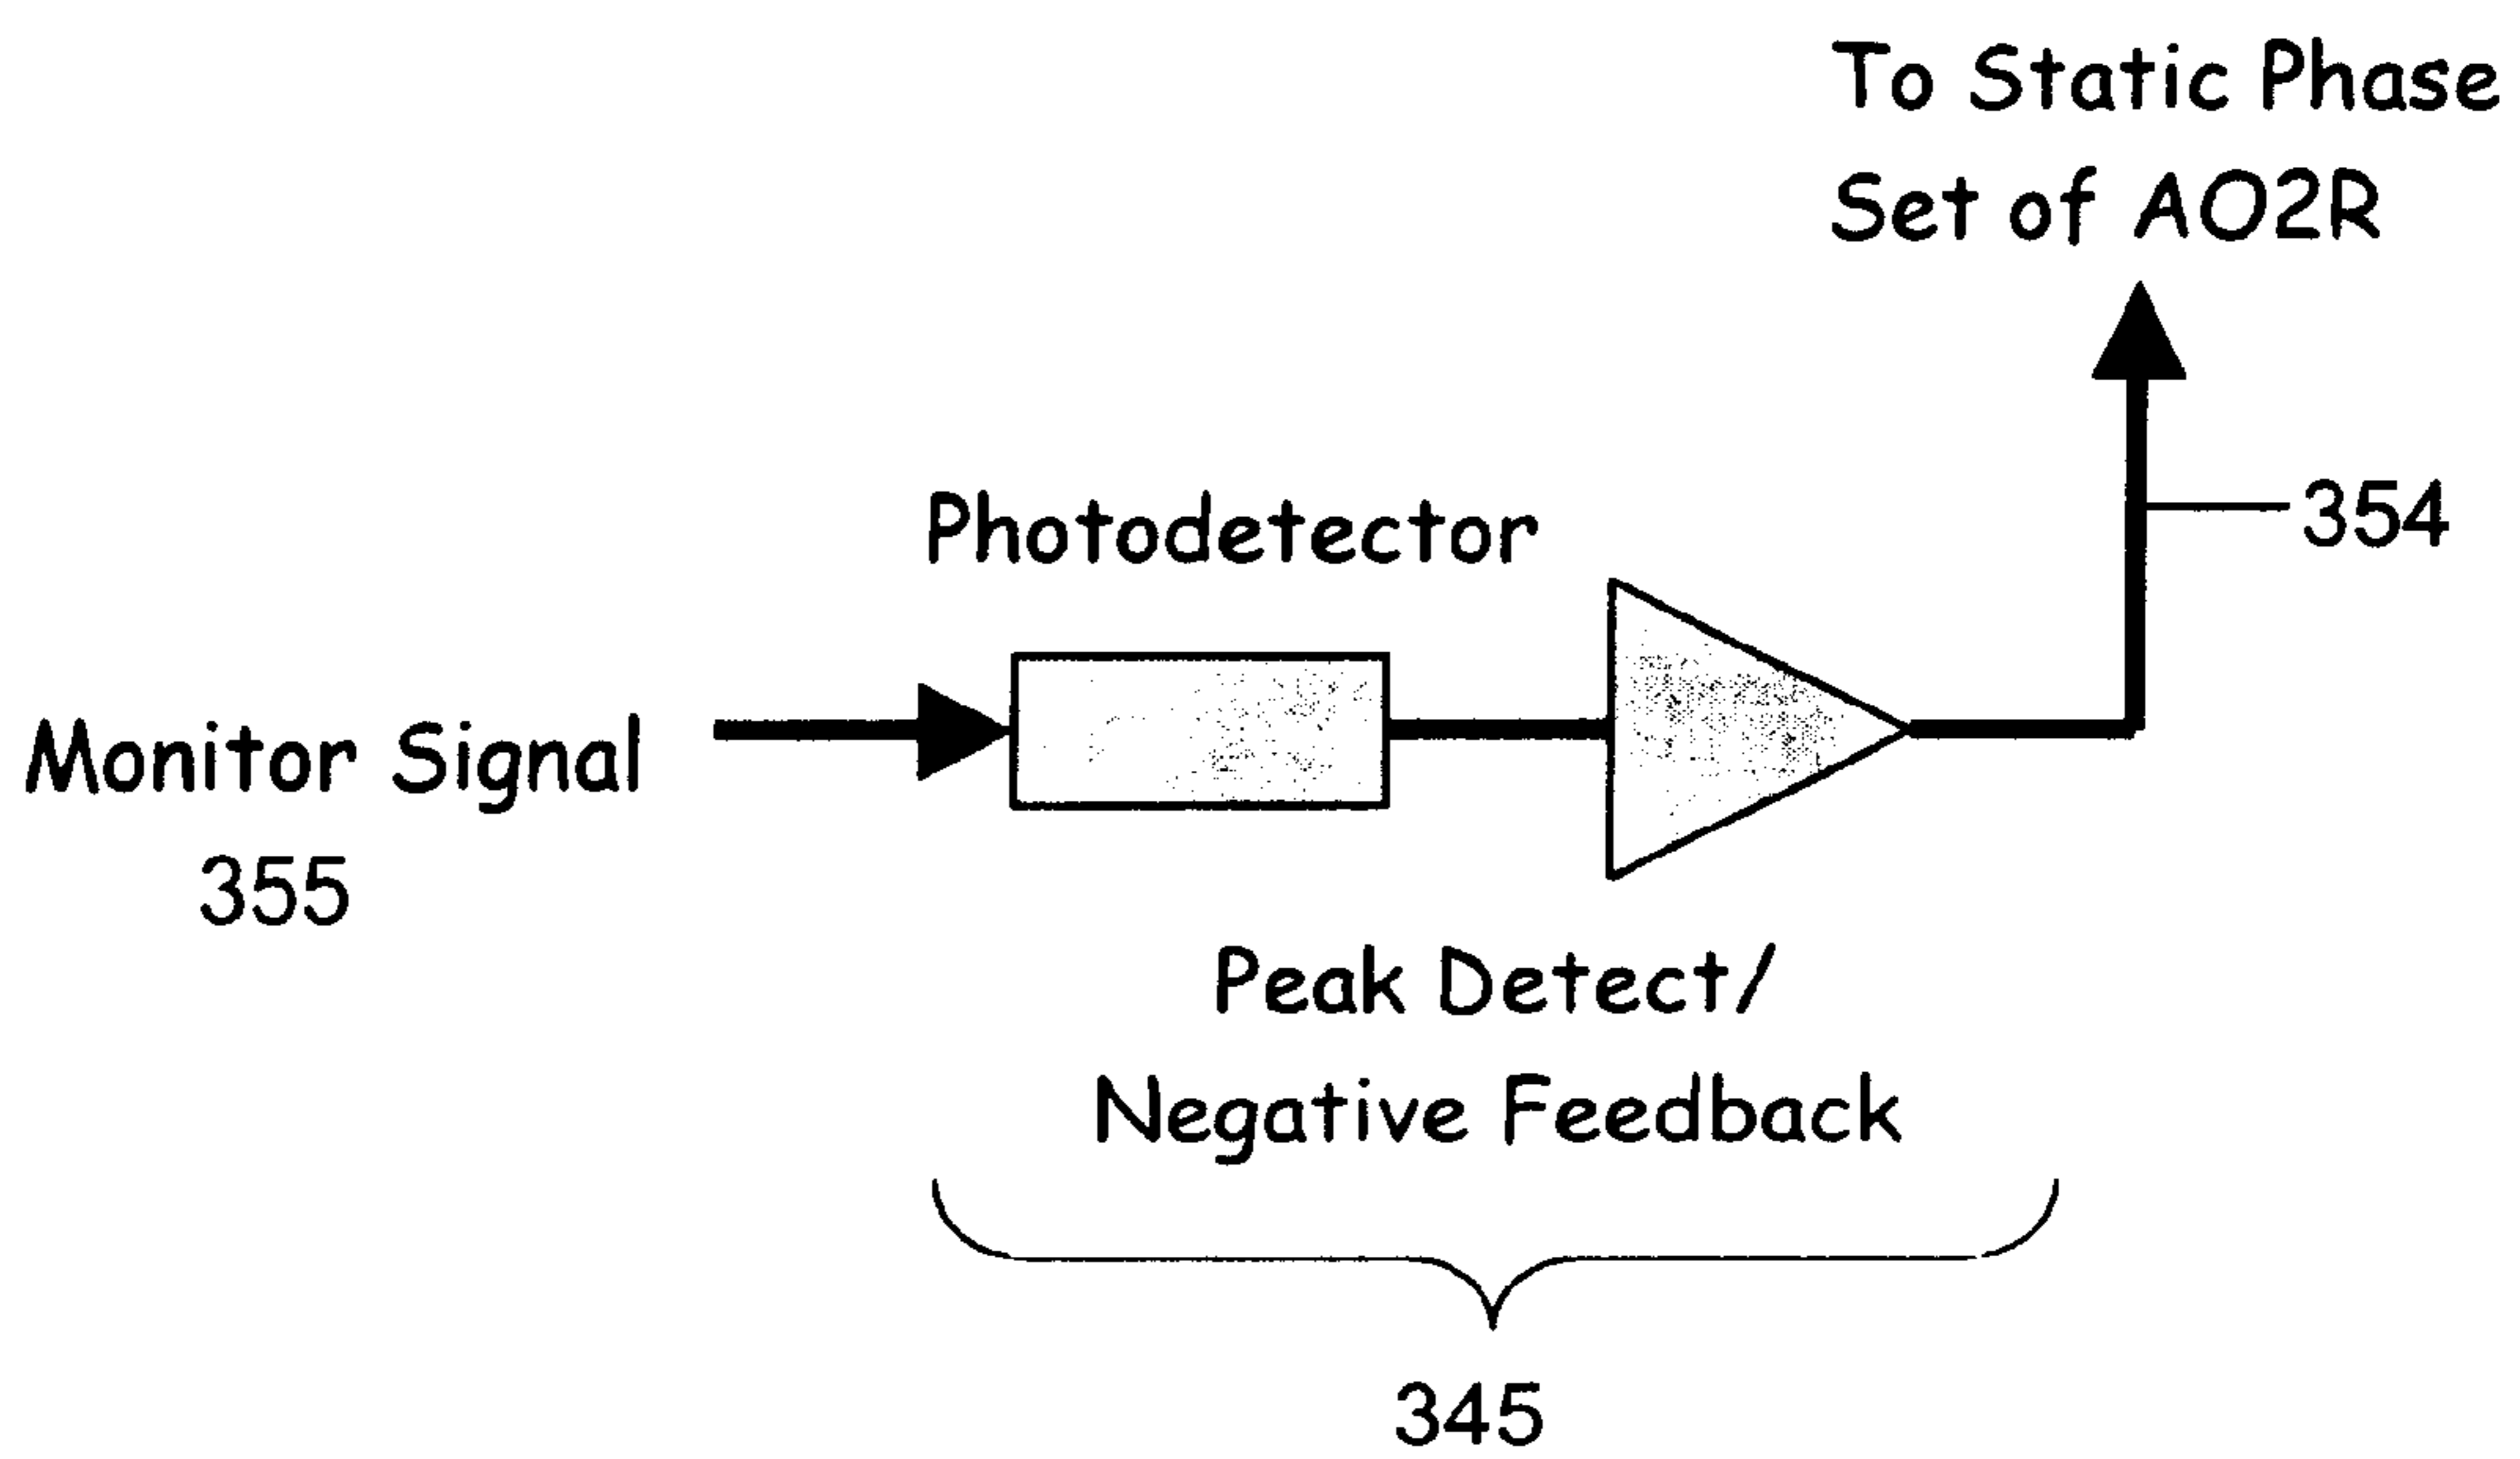 To Static Phase
Set of AO2R
354
Photodetector
Monitor Signal
355
Peak Detect/
Negative Feedback
345